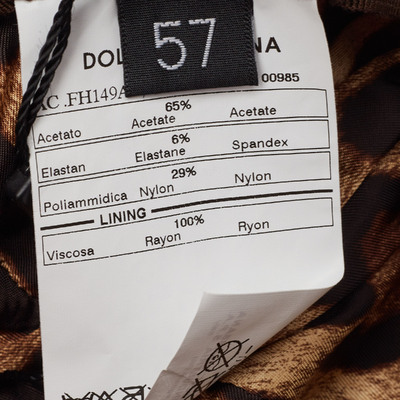 57
DOL NA
AC .FH149A 00985
65%
Acetato Acetate Acetate
6%
Elastan Elastane Spandex
29%
Poliammidica Nylon Nylon
LINING
100%
Viscosa Rayon Ryon